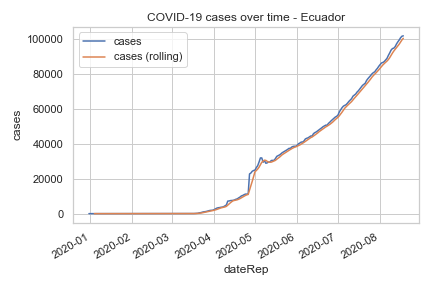 COVID-19 cases over time - Ecuador
cases
cases (rolling)
100000
80000
60000
40000
20000
0
cases
2020-01
2020-02
2020-03
2020-04
2020-05
2020-06
2020-07
2020-08
dateRep